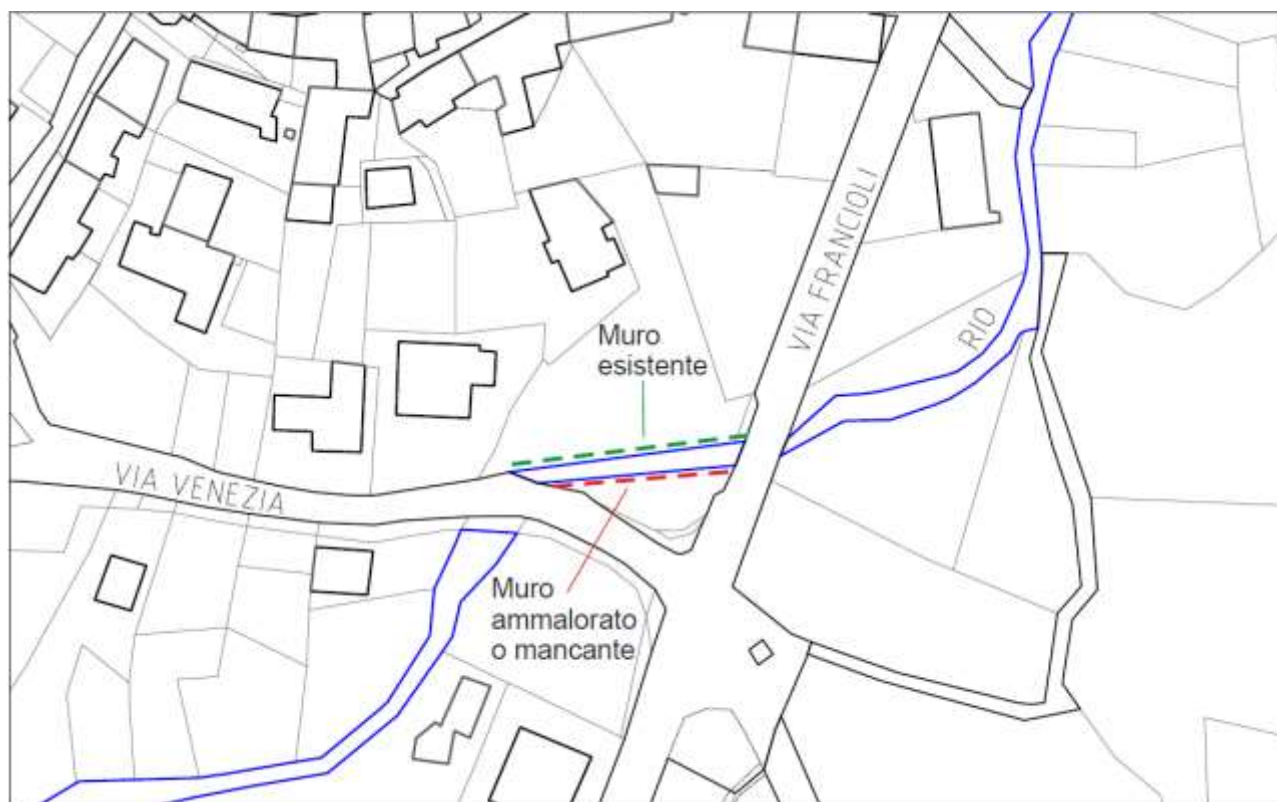 VIA FRANCIOLI
RIO
Muro
esistente
VIA VENEZIA
Muro
ammalorato
o mancante